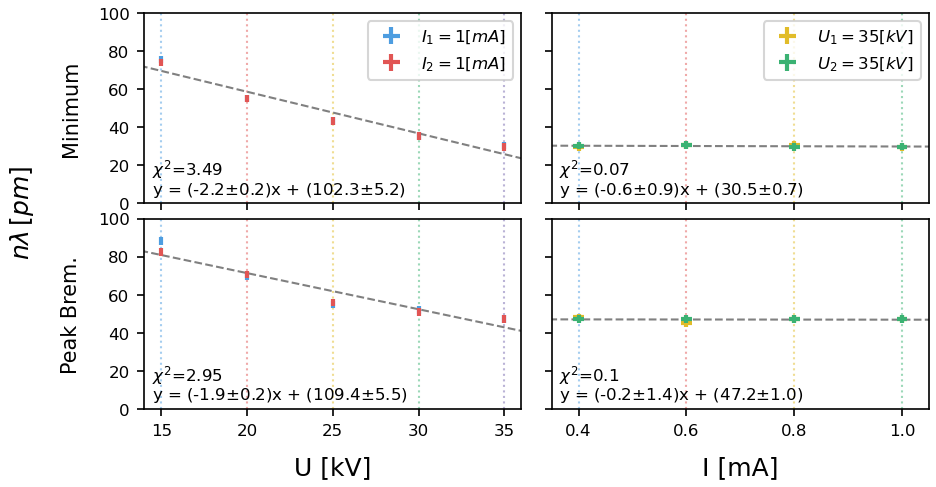 100
80
60
40
20
0
Minimum
I₁ = 1[mA]
I₂ = 1[mA]
χ²=3.49
y = (-2.2±0.2)x + (102.3±5.2)
U₁ = 35[kV]
U₂ = 35[kV]
χ²=0.07
y = (-0.6±0.9)x + (30.5±0.7)
nλ [pm]
100
80
60
40
20
0
Peak Brem.
χ²=2.95
y = (-1.9±0.2)x + (109.4±5.5)
15 20 25 30 35
U [kV]
χ²=0.1
y = (-0.2±1.4)x + (47.2±1.0)
0.4 0.6 0.8 1.0
I [mA]